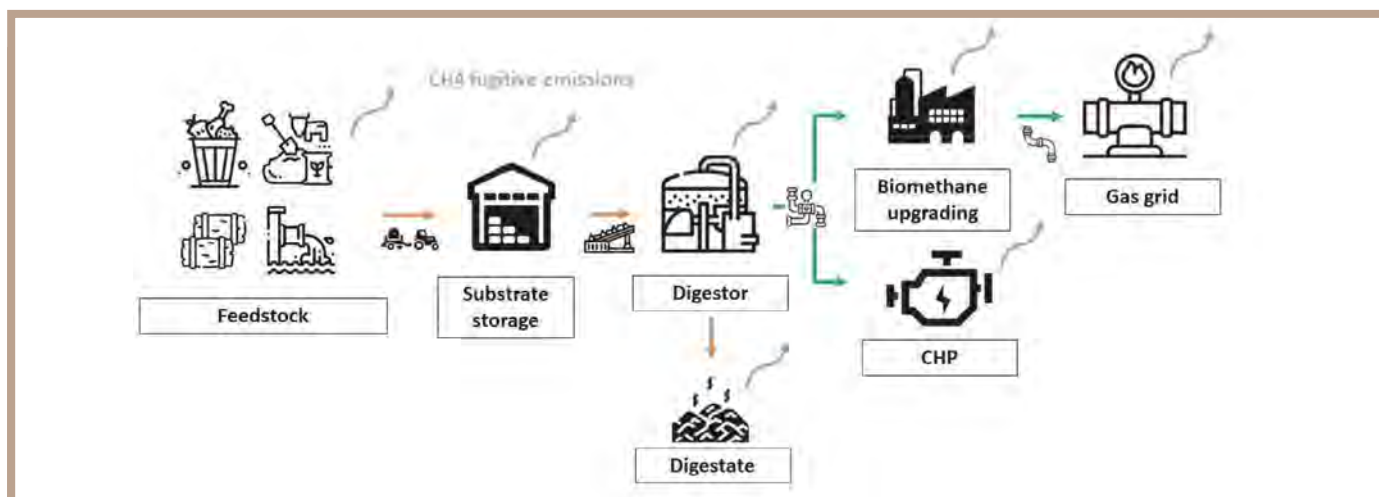 CH4 fugitive emissions
Feedstock
Substrate
storage
Digestor
Biomethane
upgrading
Gas grid
CHP
Digestate